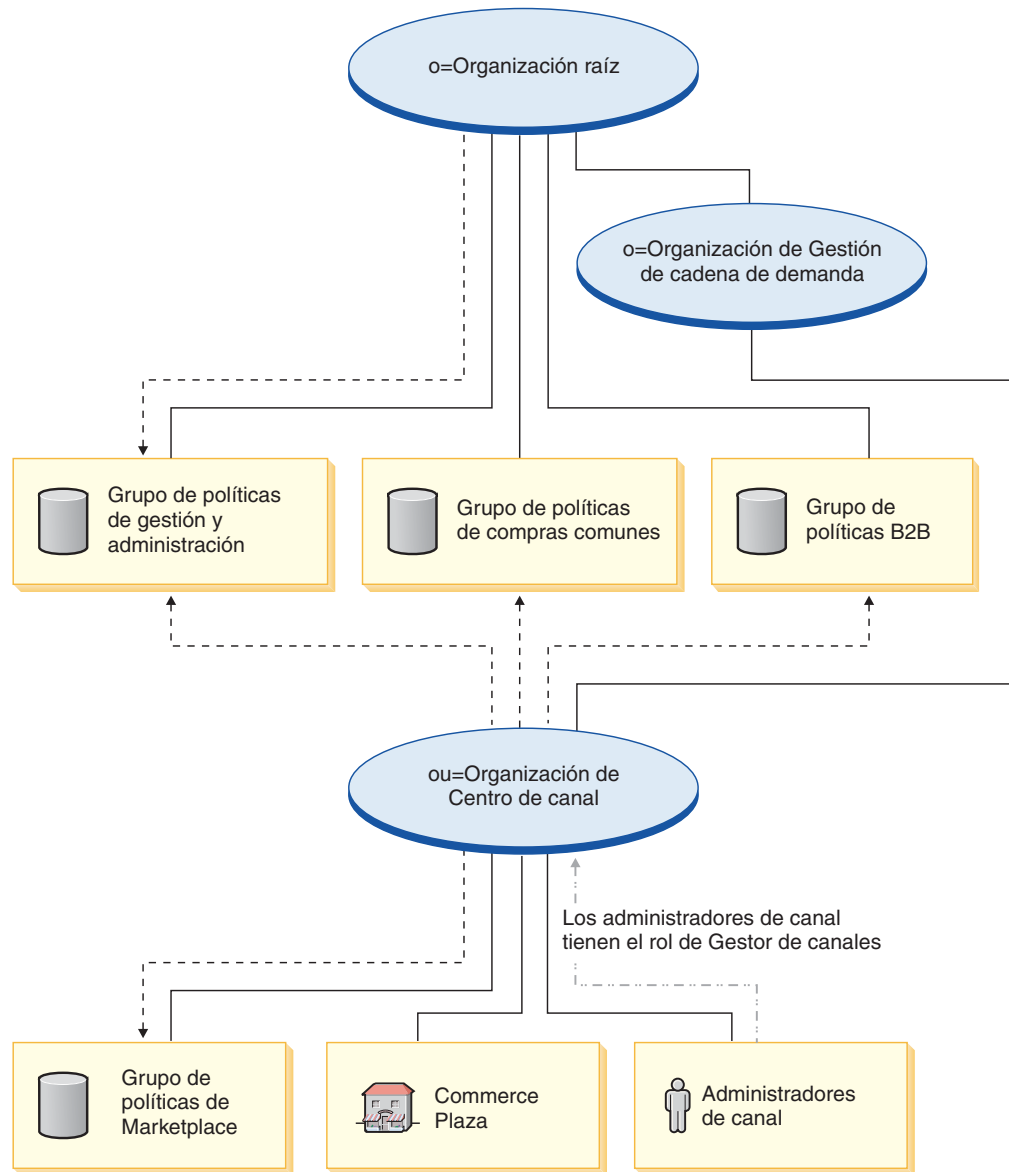 o=Organización raíz
o=Organización de Gestión
de cadena de demanda
Grupo de políticas
de gestión y
administración
Grupo de políticas
de compras comunes
Grupo de
políticas B2B
ou=Organización de
Centro de canal
Los administradores de canal
tienen el rol de Gestor de canales
Grupo de
políticas de
Marketplace
Commerce
Plaza
Administradores
de canal